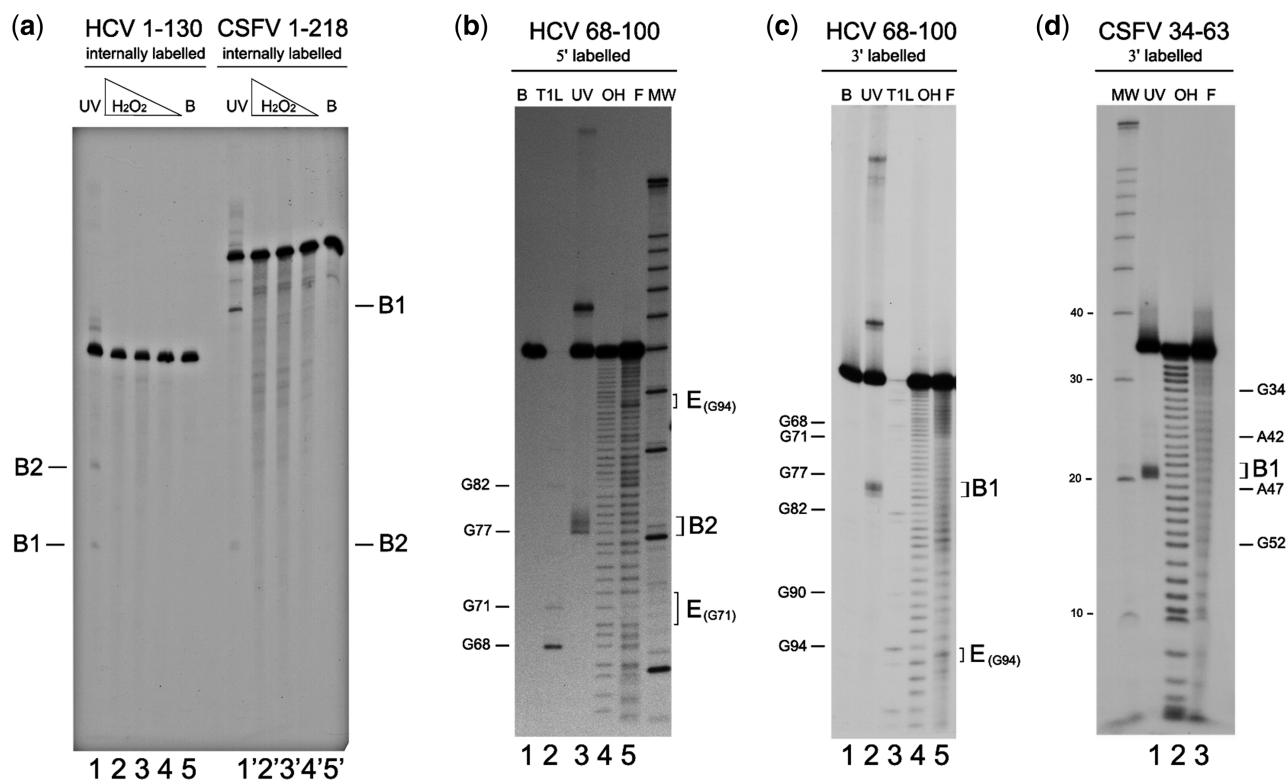 (a) HCV 1-130 CSFV 1-218
internally labelled internally labelled
UV H2O2 B UV H2O2 B
B1
B2
B1 B2
1 2 3 4 5 1'2'3'4'5'
(b) HCV 68-100
5' labelled
B T1L UV OH F MW
E(G94)
G82
B2
G77
G71
E(G71)
G68
1 2 3 4 5
(c) HCV 68-100
3' labelled
B UV T1L OH F
G68
G71
G77
B1
G82
G90
G94
E(G94)
1 2 3 4 5
(d) CSFV 34-63
3' labelled
MW UV OH F
40
30
G34
A42
B1
20
A47
G52
10
1 2 3